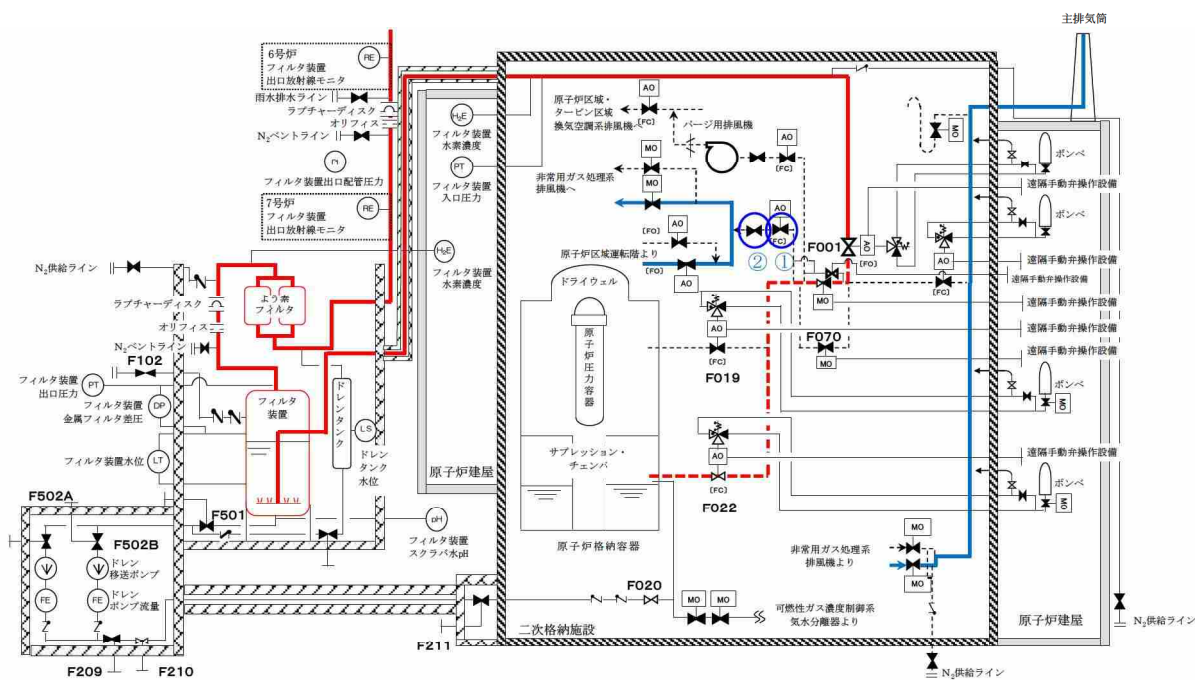 主排気筒
6号炉
フィルタ装置
出口放射線モニタ
RE
雨水排水ライン
ラプチャーディスク
オリフィス
N₂ベントライン
PI
フィルタ装置出口配管圧力
7号炉
フィルタ装置
出口放射線モニタ
RE
H₂E
フィルタ装置
水素濃度
PT
フィルタ装置
入口圧力
H₂E
フィルタ装置
水素濃度
原子炉区域・
タービン区域
換気空調系排風機へ
AO
[FC]
パージ用排風機
AO
[FC]
MO
非常用ガス処理系
排風機へ
MO
AO
[FO]
原子炉区域運転階より
[FO]
AO
AO
[FC]
② ①
F001
AO
[FO]
MO
F070
MO
AO
[FC]
MO
ボンベ
遠隔手動弁操作設備
ボンベ
遠隔手動弁操作設備
遠隔手動弁操作設備
遠隔手動弁操作設備
遠隔手動弁操作設備
遠隔手動弁操作設備
ボンベ
MO
遠隔手動弁操作設備
ボンベ
MO
ドライウェル
原子炉圧力容器
サプレッション・
チェンバ
原子炉格納容器
AO
[FC]
F019
AO
[FC]
F022
N₂供給ライン
ラプチャーディスク
オリフィス
N₂ベントライン
よう素
フィルタ
F102
PT
フィルタ装置
出口圧力
DP
フィルタ装置
金属フィルタ差圧
フィルタ
装置
ドレンタンク
LS
ドレン
タンク
水位
フィルタ装置水位
LT
原子炉建屋
F502A
F501
F502B
pH
フィルタ装置
スクラバ水pH
ドレン
移送ポンプ
FE
FE
ドレン
ポンプ流量
F209
F210
F211
F020
MO
MO
可燃性ガス濃度制御系
気水分離器より
二次格納施設
非常用ガス処理系
排風機より
MO
MO
N₂供給ライン
原子炉建屋
N₂供給ライン